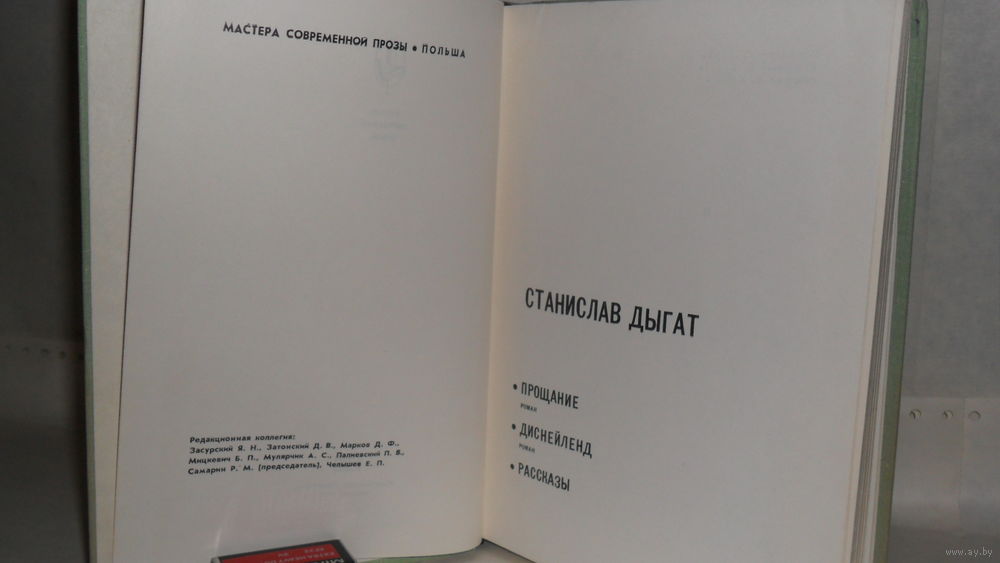 МАСТЕРА СОВРЕМЕННОЙ ПРОЗЫ • ПОЛЬША
Редакционная коллегия:
Засурский Я. Н., Затонский Д. В., Марков Д. Ф.,
Мицкевич Б. П., Мулярчик А. С., Палиевский П. В.,
Самарин Р. М. (председатель), Челышев Е. П.
СТАНИСЛАВ ДЫГАТ
• ПРОЩАНИЕ
РОМАН
• ДИСНЕЙЛЕНД
РОМАН
• РАССКАЗЫ
www.ay.by